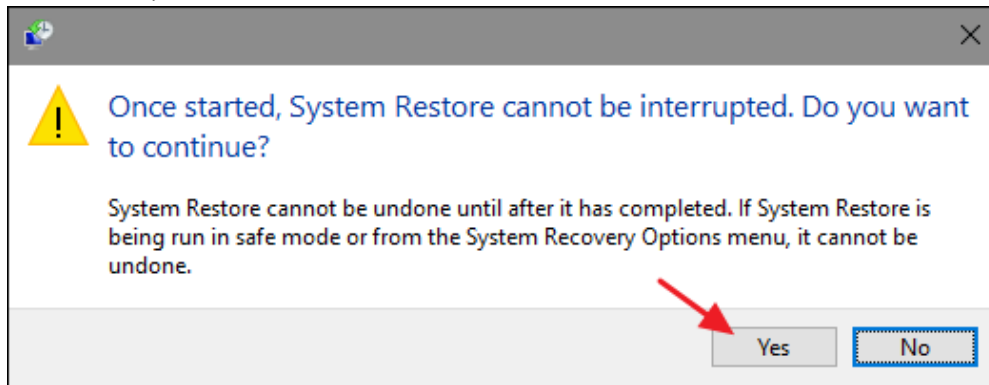 Once started, System Restore cannot be interrupted. Do you want
to continue?
System Restore cannot be undone until after it has completed. If System Restore is
being run in safe mode or from the System Recovery Options menu, it cannot be
undone.
Yes No